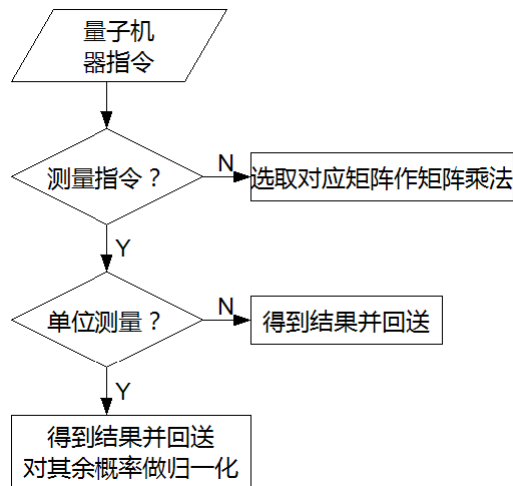 量子机
器指令
测量指令？
N
选取对应矩阵作矩阵乘法
Y
单位测量？
N
得到结果并回送
Y
得到结果并回送
对其余概率做归一化